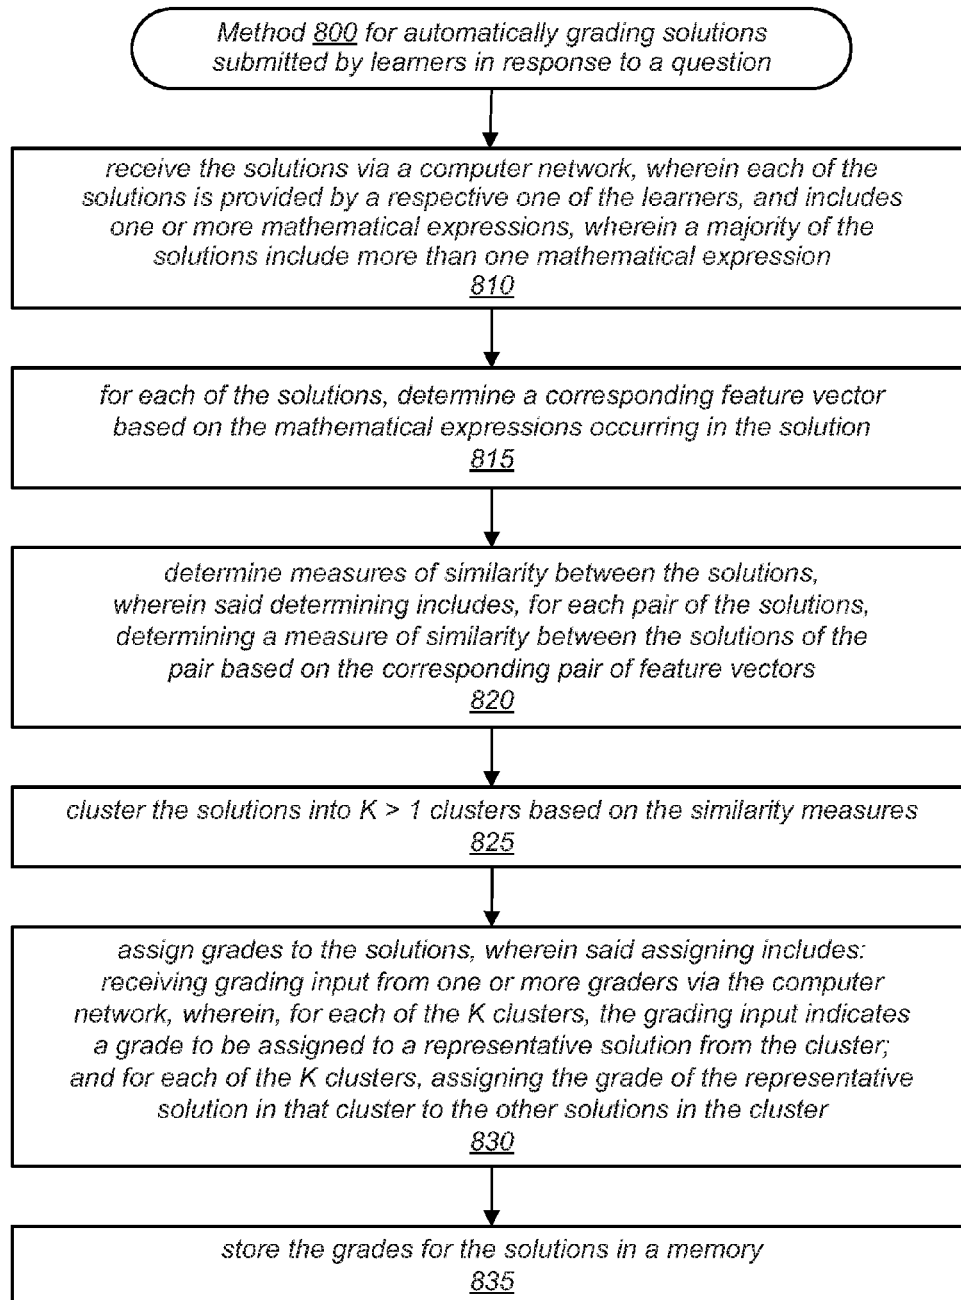 Method 800 for automatically grading solutions
submitted by learners in response to a question
receive the solutions via a computer network, wherein each of the
solutions is provided by a respective one of the learners, and includes
one or more mathematical expressions, wherein a majority of the
solutions include more than one mathematical expression
810
for each of the solutions, determine a corresponding feature vector
based on the mathematical expressions occurring in the solution
815
determine measures of similarity between the solutions,
wherein said determining includes, for each pair of the solutions,
determining a measure of similarity between the solutions of the
pair based on the corresponding pair of feature vectors
820
cluster the solutions into K > 1 clusters based on the similarity measures
825
assign grades to the solutions, wherein said assigning includes:
receiving grading input from one or more graders via the computer
network, wherein, for each of the K clusters, the grading input indicates
a grade to be assigned to a representative solution from the cluster;
and for each of the K clusters, assigning the grade of the representative
solution in that cluster to the other solutions in the cluster
830
store the grades for the solutions in a memory
835